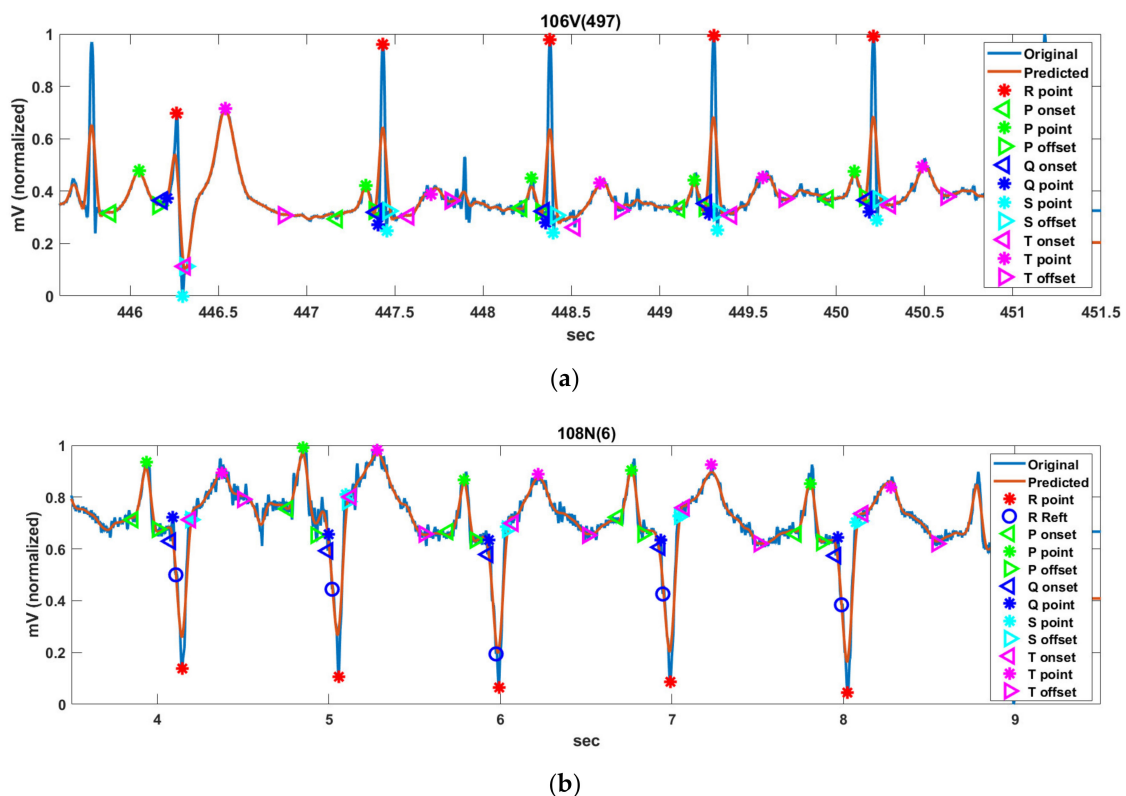 106V(497)
mV (normalized)
1
0.8
0.6
0.4
0.2
0
446 446.5 447 447.5 448 448.5 449 449.5 450 450.5 451 451.5
sec
Original
Predicted
R point
P onset
P point
P offset
Q onset
Q point
S point
S offset
T onset
T point
T offset
(a)
108N(6)
mV (normalized)
1
0.8
0.6
0.4
0.2
0
4 5 6 7 8 9
sec
Original
Predicted
R point
R Reft
P onset
P point
P offset
Q onset
Q point
S point
S offset
T onset
T point
T offset
(b)